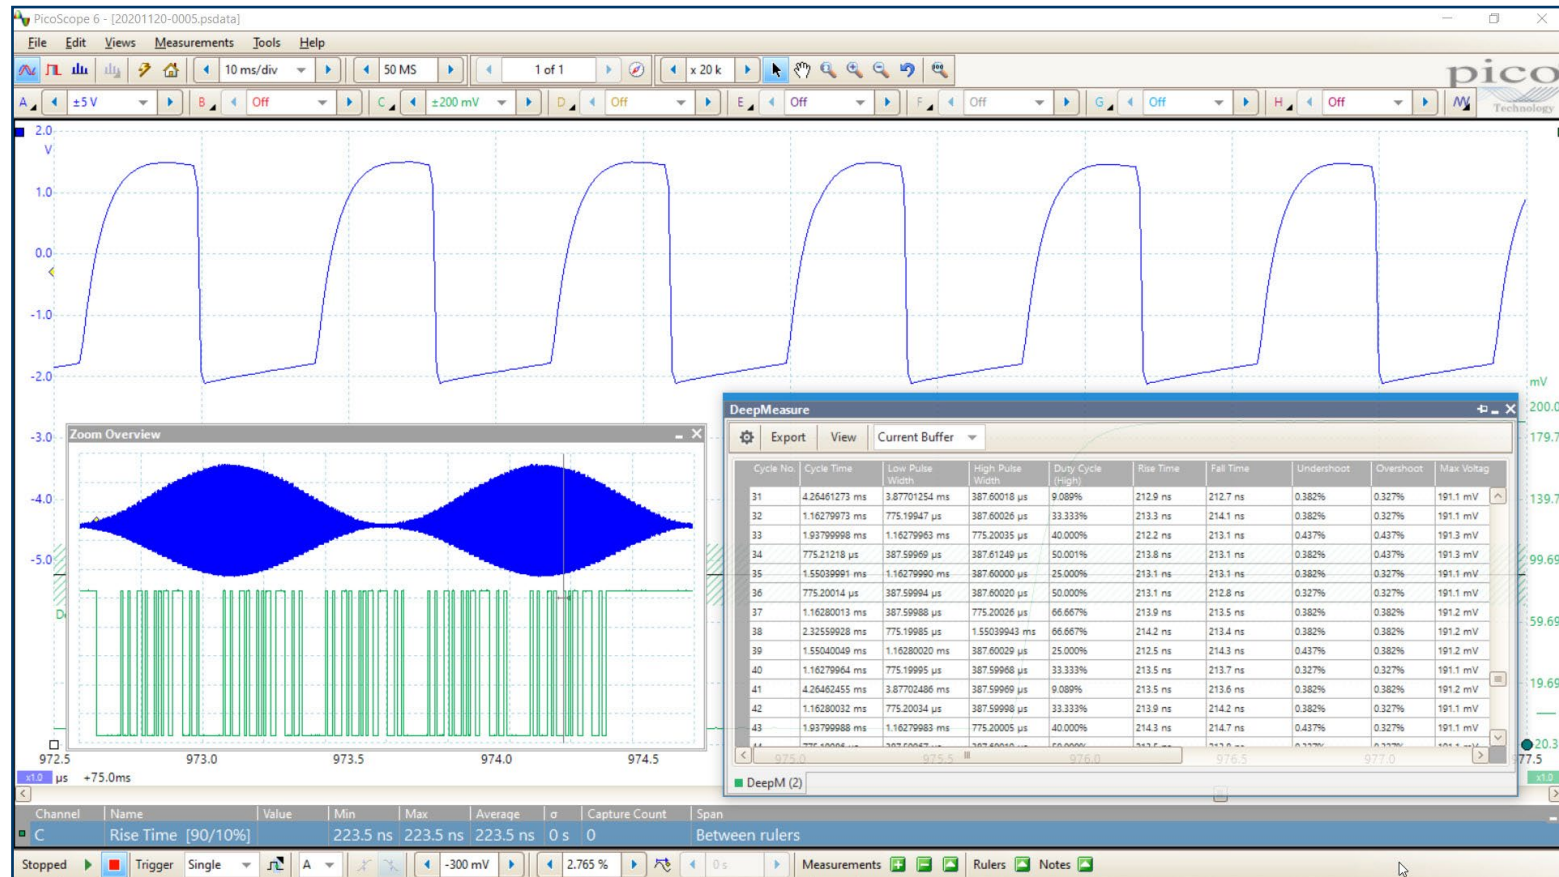 PicoScope 6 - [20201120-0005.psdata]
File Edit Views Measurements Tools Help
10 ms/div 50 MS 1 of 1 x 20 k
pico
Technology
A ±5 V B Off C ±200 mV D Off E Off F Off G Off H Off
2.0
V
1.0
0.0
-1.0
-2.0
-3.0
-4.0
-5.0
mV
200.0
179.7
139.7
99.69
59.69
19.69
20.3
Zoom Overview
DeepMeasure
Export View Current Buffer
Cycle No. Cycle Time Low Pulse Width High Pulse Width Duty Cycle (High) Rise Time Fall Time Undershoot Overshoot Max Voltag
31 4.26461273 ms 3.87701254 ms 387.60018 µs 9.089% 212.9 ns 212.7 ns 0.382% 0.327% 191.1 mV
32 1.16279973 ms 775.19947 µs 387.60026 µs 33.333% 213.3 ns 214.1 ns 0.382% 0.327% 191.1 mV
33 1.93799998 ms 1.16279963 ms 775.20035 µs 40.000% 212.2 ns 213.1 ns 0.437% 0.437% 191.3 mV
34 775.21218 µs 387.59969 µs 387.61249 µs 50.001% 213.8 ns 213.1 ns 0.382% 0.437% 191.3 mV
35 1.55039991 ms 1.16279990 ms 387.60000 µs 25.000% 213.1 ns 213.1 ns 0.382% 0.327% 191.1 mV
36 775.20014 µs 387.59994 µs 387.60020 µs 50.000% 213.1 ns 212.8 ns 0.327% 0.327% 191.1 mV
37 1.16280013 ms 387.59988 µs 775.20026 µs 66.667% 213.9 ns 213.5 ns 0.382% 0.382% 191.2 mV
38 2.32559928 ms 775.19985 µs 1.55039943 ms 66.667% 214.2 ns 213.4 ns 0.382% 0.382% 191.2 mV
39 1.55040049 ms 1.16280020 ms 387.60029 µs 25.000% 212.5 ns 214.3 ns 0.437% 0.382% 191.2 mV
40 1.16279964 ms 775.19995 µs 387.59968 µs 33.333% 213.5 ns 213.7 ns 0.327% 0.327% 191.1 mV
41 4.26462455 ms 3.87702486 ms 387.59969 µs 9.089% 213.5 ns 213.6 ns 0.382% 0.382% 191.2 mV
42 1.16280032 ms 775.20034 µs 387.59998 µs 33.333% 213.9 ns 214.2 ns 0.382% 0.327% 191.1 mV
43 1.93799988 ms 1.16279983 ms 775.20005 µs 40.000% 214.3 ns 214.7 ns 0.437% 0.327% 191.1 mV
DeepM (2)
972.5 973.0 973.5 974.0 974.5 975.0 975.5 976.0 976.5 977.0 77.5
x1.0 µs +75.0ms x1.0
Channel Name Value Min Max Average σ Capture Count Span
C Rise Time [90/10%] 223.5 ns 223.5 ns 223.5 ns 0 s 0 Between rulers
Stopped Trigger Single A -300 mV 2.765 % 0 s Measurements Rulers Notes